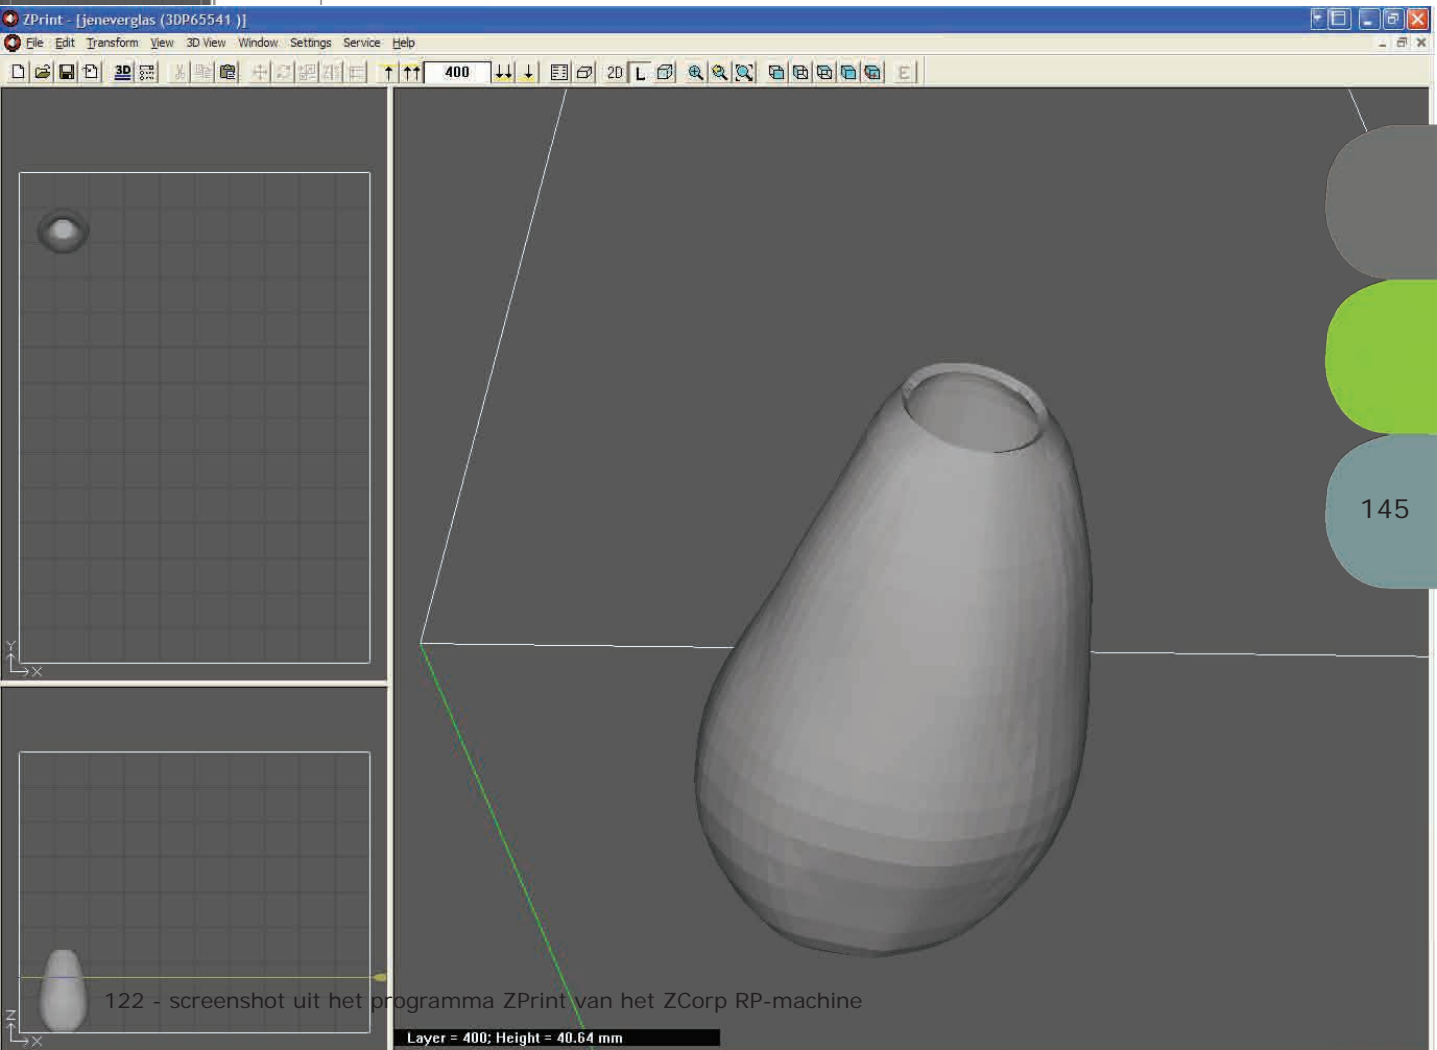 ZPrint - [jeneverglas (3DP65541 )]
File Edit Transform View 3D View Window Settings Service Help
3D 400 2D L E
Y
X
Z
X
145
122 - screenshot uit het programma ZPrint van het ZCorp RP-machine
Layer = 400; Height = 40.64 mm